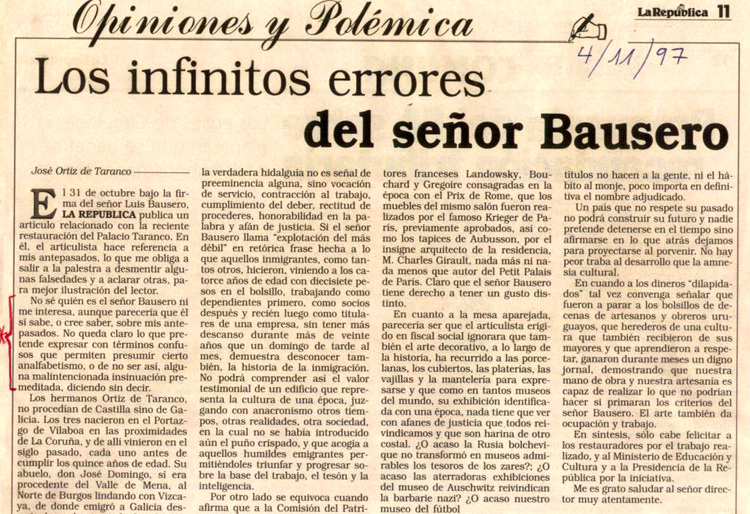 Opiniones y Polémica
La República 11
4/11/97
Los infinitos errores
del señor Bausero
José Ortiz de Taranco
El 31 de octubre bajo la fir-
ma del señor Luis Bausero,
LA REPUBLICA publica un
artículo relacionado con la reciente
restauración del Palacio Taranco. En
él, el articulista hace referencia a
mis antepasados, lo que me obliga a
salir a la palestra a desmentir algu-
nas falsedades y a aclarar otras, pa-
ra mejor ilustración del lector.
No sé quién es el señor Bausero ni
me interesa, aunque parecería que él
sí sabe, o cree saber, sobre mis ante-
pasados. No queda claro lo que pre-
tende expresar con términos confu-
sos que permiten presumir cierto
analfabetismo, o de no ser así, algu-
na malintencionada insinuación pre-
meditada, diciendo sin decir.
Los hermanos Ortiz de Taranco,
no procedían de Castilla sino de Ga-
licia. Los tres nacieron en el Portaz-
go de Vilaboa en las proximidades
de La Coruña, y de allí vinieron en el
siglo pasado, cada uno antes de
cumplir los quince años de edad. Su
abuelo, don José Domingo, sí era
procedente del Valle de Mena, al
Norte de Burgos lindando con Vizca-
ya, de donde emigró a Galicia des-
la verdadera hidalguía no es señal de
preeminencia alguna, sino vocación
de servicio, contracción al trabajo,
cumplimiento del deber, rectitud de
procederes, honorabilidad en la pa-
labra y afán de justicia. Si el señor
Bausero llama "explotación del más
débil" en retórica frase hecha a lo
que aquellos inmigrantes, como tan-
tos otros, hicieron, viniendo a los ca-
torce años de edad con diecisiete pe-
sos en el bolsillo, trabajando como
dependientes primero, como socios
después y recién luego como titula-
res de una empresa, sin tener más
descanso durante más de veinte
años que un domingo de tarde al
mes, demuestra desconocer tam-
bién, la historia de la inmigración.
No podrá comprender así el valor
testimonial de un edificio que repre-
senta la cultura de una época, juz-
gando con anacronismo otros tiem-
pos, otras realidades, otra sociedad,
en la cual no se había introducido
aún el puño crispado, y que acogía a
aquellos humildes emigrantes per-
mitiéndoles triunfar y progresar so-
bre la base del trabajo, el tesón y la
inteligencia.
Por otro lado se equivoca cuando
afirma que a la Comisión del Patri-
tores franceses Landowsky, Bou-
chard y Gregoire consagradas en la
época con el Prix de Rome, que los
muebles del mismo salón fueron rea-
lizados por el famoso Krieger de Pa-
rís, previamente aprobados, así como
los tapices de Aubusson, por el
insigne arquitecto de la residencia,
M. Charles Girault, nada más ni na-
da menos que autor del Petit Palais
de París. Claro que el señor Bausero
tiene derecho a tener un gusto dis-
tinto.
En cuanto a la mesa aparejada,
parecería ser que el articulista erigi-
do en fiscal social ignorara que tam-
bién el arte decorativo, a lo largo de
la historia, ha recurrido a las porce-
lanas, los cubiertos, las platerías, las
vajillas y la mantelería para expre-
sarse y que como en tantos museos
del mundo, su exhibición identifica-
da con una época, nada tiene que ver
con afanes de justicia que todos rei-
vindicamos y que son harina de otro
costal. ¿O acaso la Rusia bolchevi-
que no transformó en museos admi-
rables los tesoros de los zares?; ¿O
acaso las aterradoras exhibiciones
del museo de Auschwitz reivindican
la barbarie nazi? ¿O acaso nuestro
museo del fútbol
títulos no hacen a la gente, ni el há-
bito al monje, poco importa en defini-
tiva el nombre adjudicado.
Un país que no respete su pasado
no podrá construir su futuro y nadie
pretende detenerse en el tiempo sino
afirmarse en lo que atrás dejamos
para proyectarse al porvenir. No hay
peor traba al desarrollo que la amne-
sia cultural.
En cuando a los dineros "dilapida-
dos" tal vez convenga señalar que
fueron a parar a los bolsillos de de-
cenas de artesanos y obreros uru-
guayos, que herederos de una cultu-
ra que también recibieron de sus
mayores y que aprendieron a respe-
tar, ganaron durante meses un digno
jornal, demostrando que nuestra
mano de obra y nuestra artesanía es
capaz de realizar lo que no podrían
hacer si primaran los criterios del
señor Bausero. El arte también da
ocupación y trabajo.
En síntesis, sólo cabe felicitar a
los restauradores por el trabajo rea-
lizado, y al Ministerio de Educación y
Cultura y a la Presidencia de la Re-
pública por la iniciativa.
Me es grato saludar al señor direc-
tor muy atentamente.